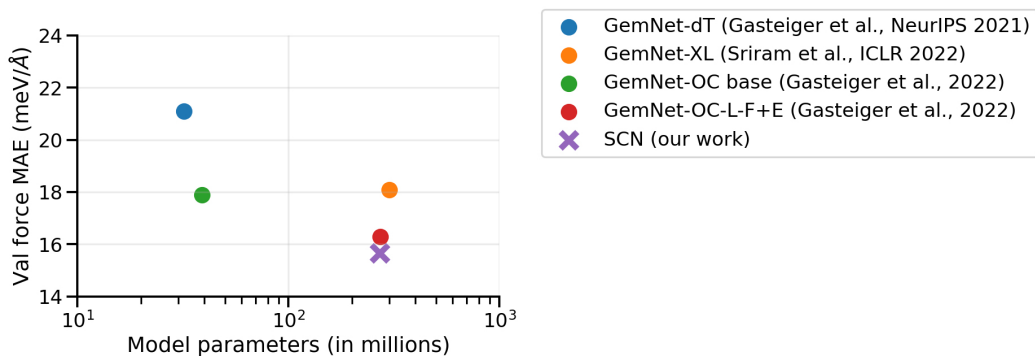 24
22
20
18
16
14
Val force MAE (meV/Å)
10¹
10²
10³
Model parameters (in millions)
GemNet-dT (Gasteiger et al., NeurIPS 2021)
GemNet-XL (Sriram et al., ICLR 2022)
GemNet-OC base (Gasteiger et al., 2022)
GemNet-OC-L-F+E (Gasteiger et al., 2022)
SCN (our work)